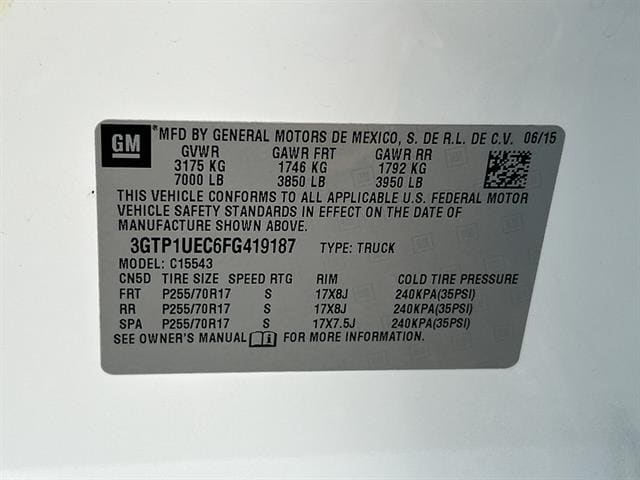 GM *MFD BY GENERAL MOTORS DE MEXICO, S. DE R.L. DE C.V. 06/15
GVWR GAWR FRT GAWR RR
3175 KG 1746 KG 1792 KG
7000 LB 3850 LB 3950 LB
THIS VEHICLE CONFORMS TO ALL APPLICABLE U.S. FEDERAL MOTOR
VEHICLE SAFETY STANDARDS IN EFFECT ON THE DATE OF
MANUFACTURE SHOWN ABOVE.
3GTP1UEC6FG419187 TYPE: TRUCK
MODEL: C15543
CN5D TIRE SIZE SPEED RTG RIM COLD TIRE PRESSURE
FRT P255/70R17 S 17X8J 240KPA(35PSI)
RR P255/70R17 S 17X8J 240KPA(35PSI)
SPA P255/70R17 S 17X7.5J 240KPA(35PSI)
SEE OWNER'S MANUAL FOR MORE INFORMATION.